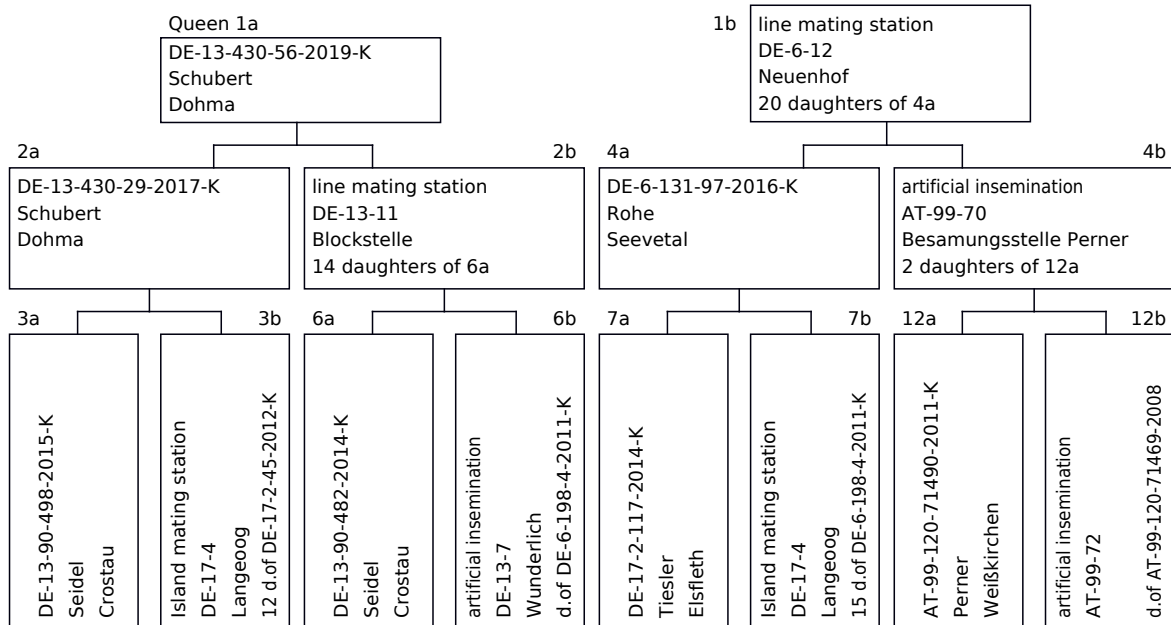 Queen 1a
DE-13-430-56-2019-K
Schubert
Dohma
1b
line mating station
DE-6-12
Neuenhof
20 daughters of 4a
2a
DE-13-430-29-2017-K
Schubert
Dohma
2b
line mating station
DE-13-11
Blockstelle
14 daughters of 6a
4a
DE-6-131-97-2016-K
Rohe
Seevetal
4b
artificial insemination
AT-99-70
Besamungsstelle Perner
2 daughters of 12a
3a
DE-13-90-498-2015-K
Seidel
Crostau
3b
Island mating station
DE-17-4
Langeoog
12 d.of DE-17-2-45-2012-K
6a
DE-13-90-482-2014-K
Seidel
Crostau
6b
artificial insemination
DE-13-7
Wunderlich
d.of DE-6-198-4-2011-K
7a
DE-17-2-117-2014-K
Tiesler
Elsfleth
7b
Island mating station
DE-17-4
Langeoog
15 d.of DE-6-198-4-2011-K
12a
AT-99-120-71490-2011-K
Perner
Weißkirchen
12b
artificial insemination
AT-99-72
d.of AT-99-120-71469-2008